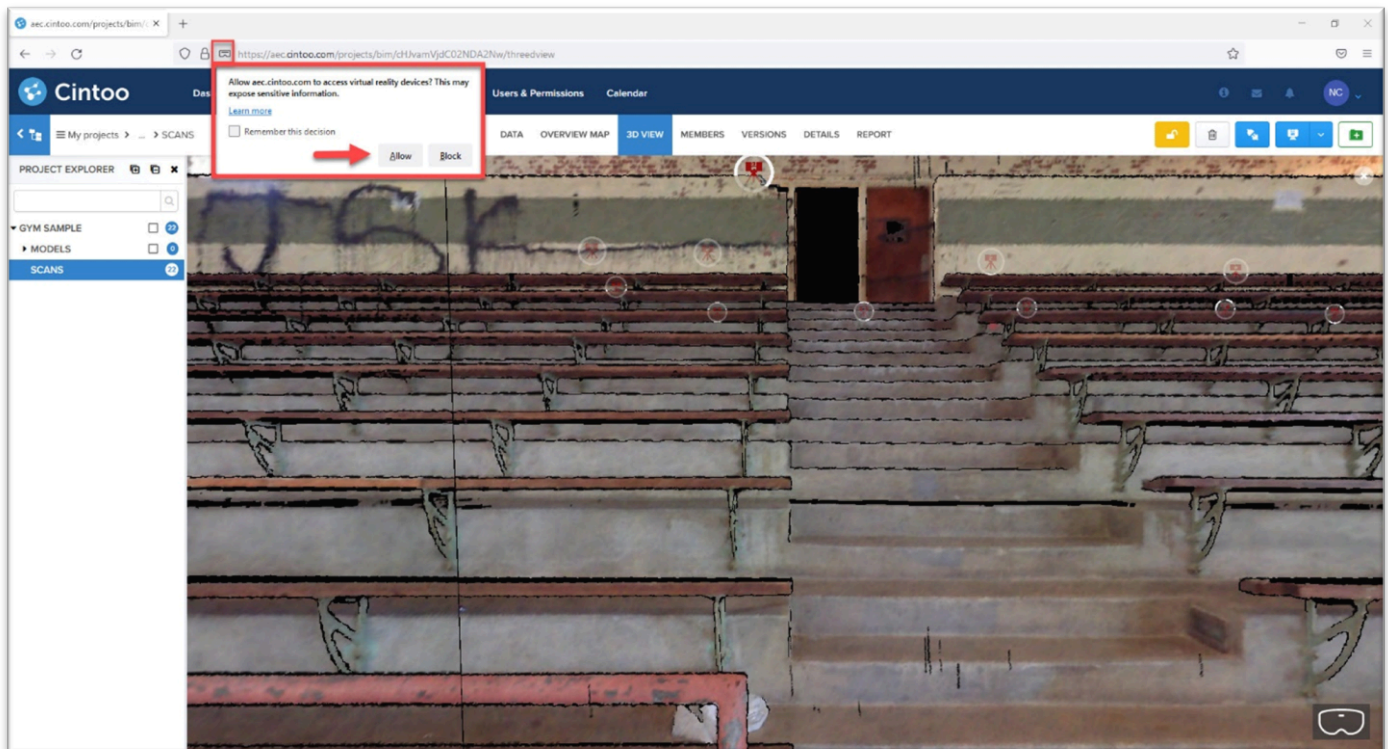 aec.cintoo.com/projects/bim/c
https://aec.cintoo.com/projects/bim/cHJvamVjdC02NDA2Nw/threedview
Allow aec.cintoo.com to access virtual reality devices? This may
expose sensitive information.
Learn more
Remember this decision
Allow Block
Cintoo
Das
Users & Permissions Calendar
NC
My projects > ... > SCANS
DATA OVERVIEW MAP 3D VIEW MEMBERS VERSIONS DETAILS REPORT
PROJECT EXPLORER
GYM SAMPLE 22
MODELS 0
SCANS 22